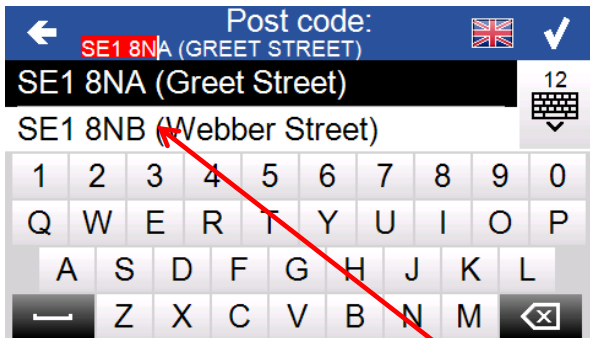 Post code:
SE1 8NA (GREET STREET)
SE1 8NA (Greet Street)
12
SE1 8NB (Webber Street)
1 2 3 4 5 6 7 8 9 0
Q W E R T Y U I O P
A S D F G H J K L
Z X C V B N M